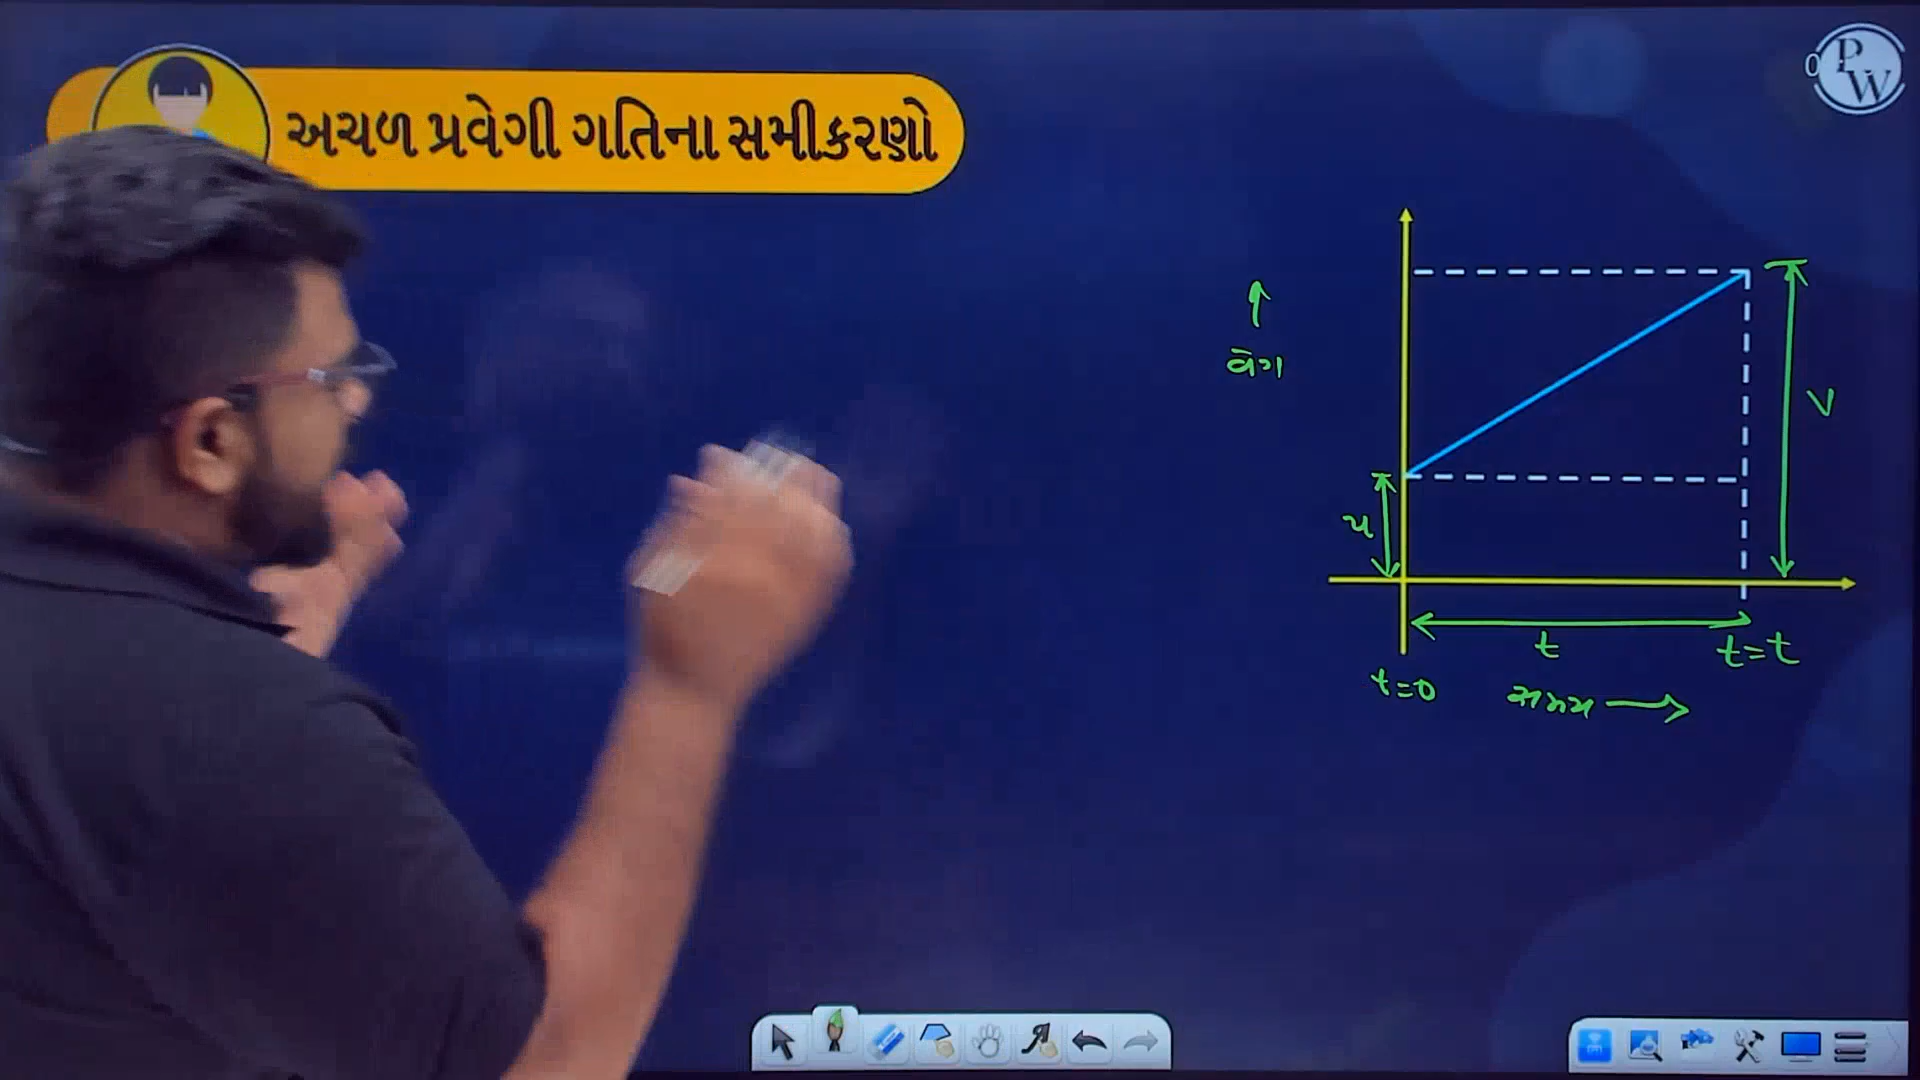 અચળ પ્રવેગી ગતિના સમીકરણો
PW
વેગ
V
u
t
t=t
t=0
સમય